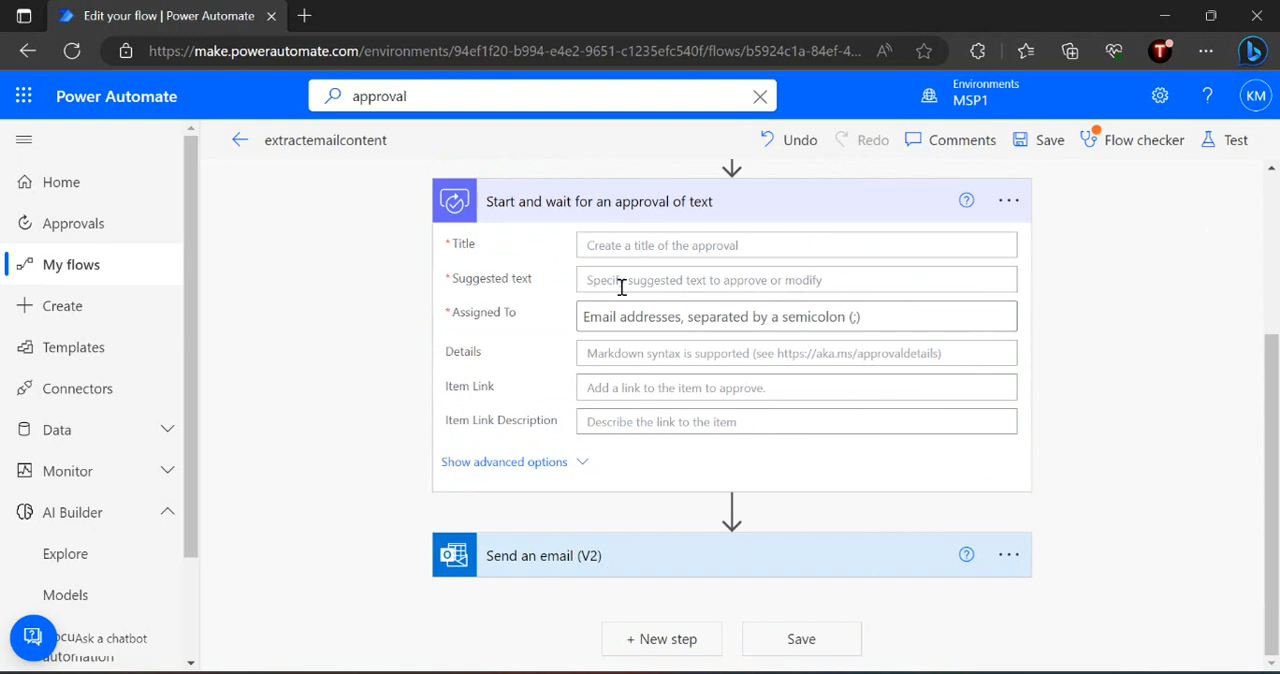 Edit your flow | Power Automate
https://make.powerautomate.com/environments/94ef1f20-b994-e4e2-9651-c1235efc540f/flows/b5924c1a-84ef-4...
T
Power Automate
approval
Environments
MSP1
?
KM
extractemailcontent
Undo
Redo
Comments
Save
Flow checker
Test
Home
Approvals
My flows
Create
Templates
Connectors
Data
Monitor
AI Builder
Explore
Models
Ask a chatbot
automation
Start and wait for an approval of text
* Title
Create a title of the approval
* Suggested text
Specify suggested text to approve or modify
* Assigned To
Email addresses, separated by a semicolon (;)
Details
Markdown syntax is supported (see https://aka.ms/approvaldetails)
Item Link
Add a link to the item to approve.
Item Link Description
Describe the link to the item
Show advanced options
Send an email (V2)
+ New step
Save